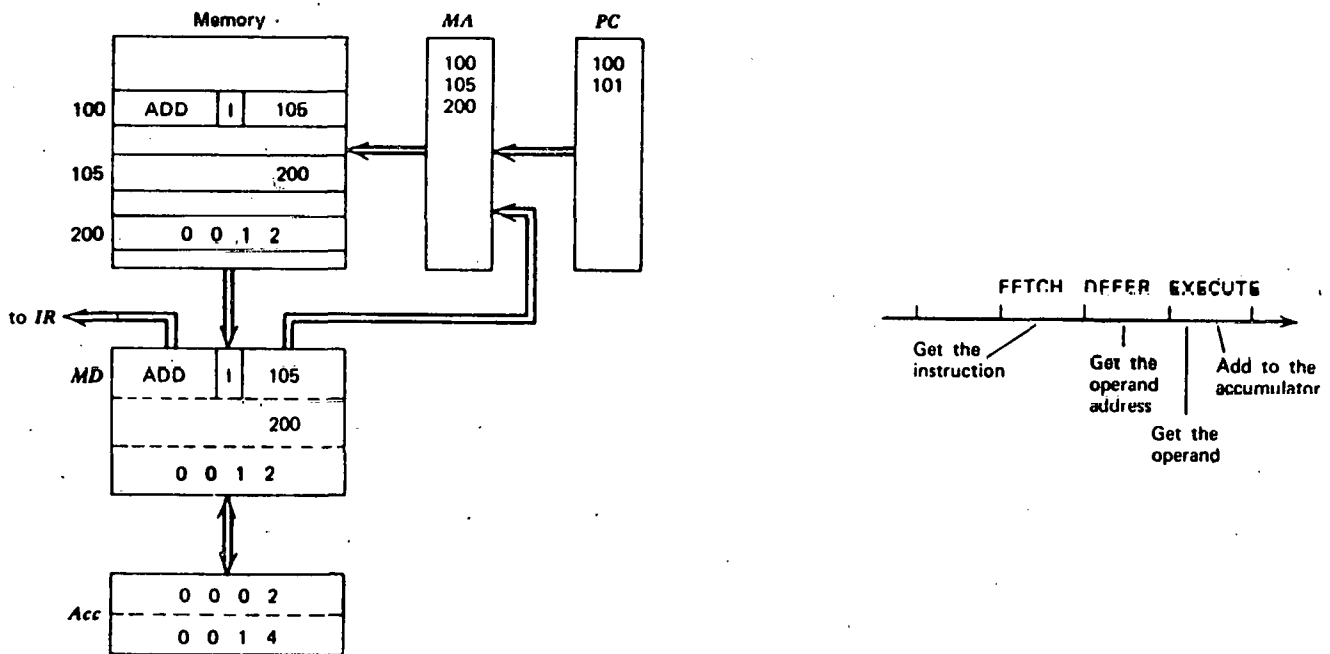 Memory
MA
PC
100
105
200
100
101
100 ADD I 105
105 200
200 0 0 1 2
to IR
MD ADD I 105
200
0 0 1 2
Acc
0 0 0 2
0 0 1 4
FETCH DEFER EXECUTE
Get the
instruction
Get the
operand
address
Get the
operand
Add to the
accumulator